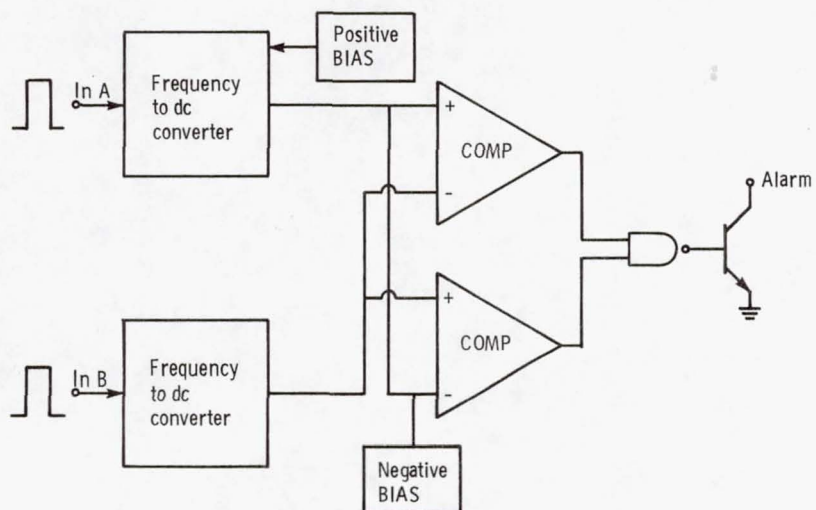 Positive
BIAS
In A
Frequency
to dc
converter
+
COMP
-
Alarm
+
COMP
-
In B
Frequency
to dc
converter
Negative
BIAS